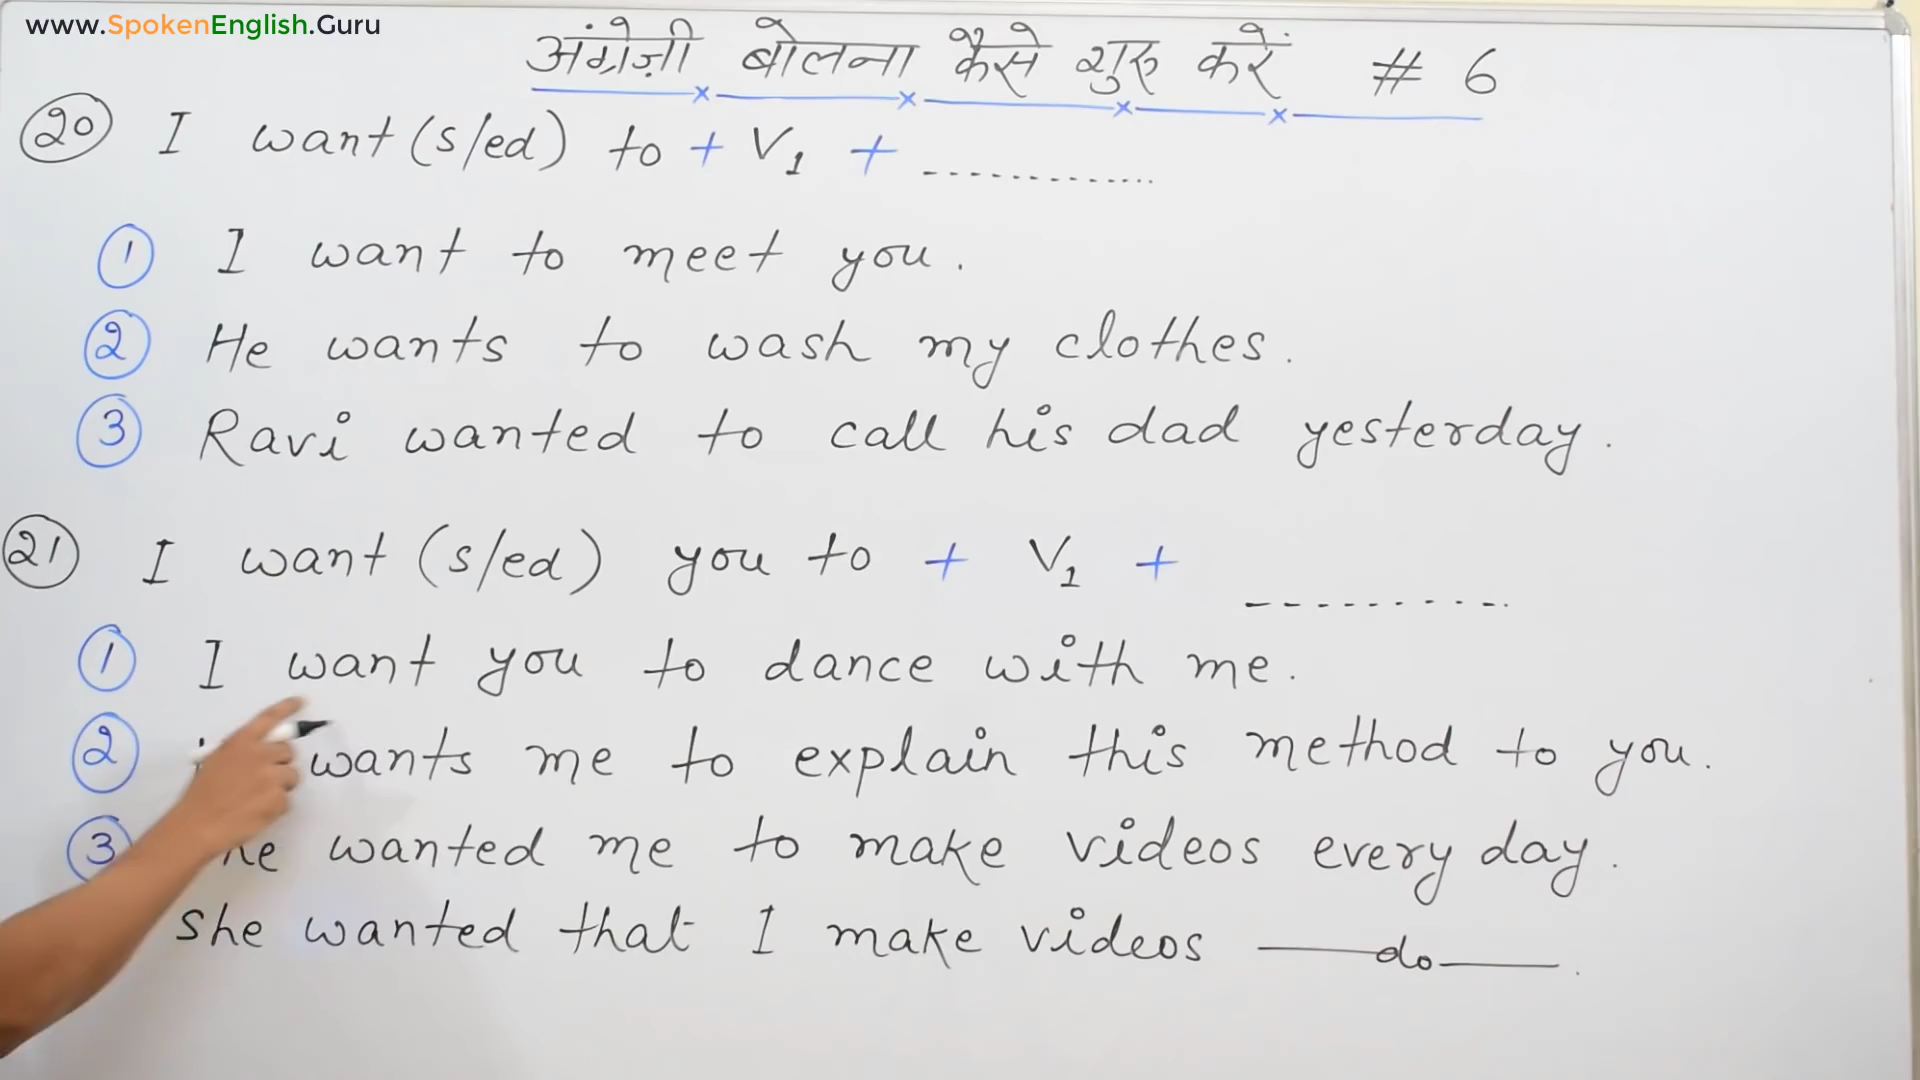 www.SpokenEnglish.Guru
अंग्रेज़ी बोलना कैसे शुरु करें # 6
20 I want (s/ed) to + V1 + ..............
1 I want to meet you.
2 He wants to wash my clothes.
3 Ravi wanted to call his dad yesterday.
21 I want (s/ed) you to + V1 + ----------
1 I want you to dance with me.
2 wants me to explain this method to you.
3 wanted me to make videos every day.
She wanted that I make videos —do—.